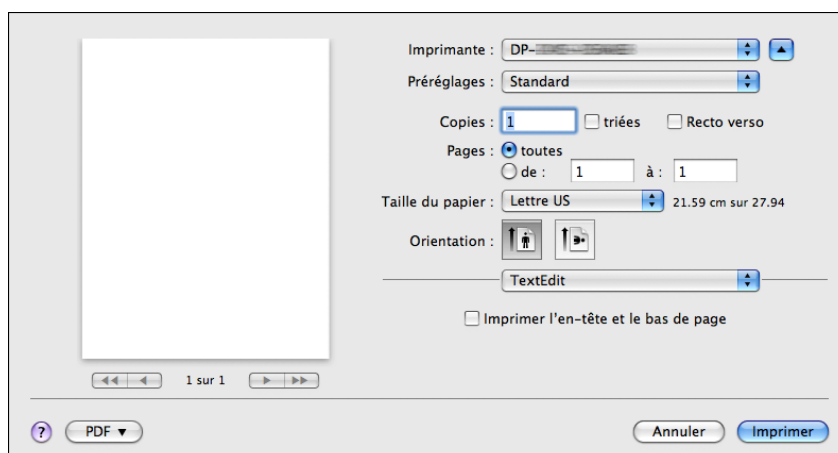 Imprimante : DP-
Préréglages : Standard
Copies : 1 triées Recto verso
Pages : toutes
de : 1 à : 1
Taille du papier : Lettre US 21.59 cm sur 27.94
Orientation :
TextEdit
Imprimer l'en-tête et le bas de page
1 sur 1
? PDF Annuler Imprimer